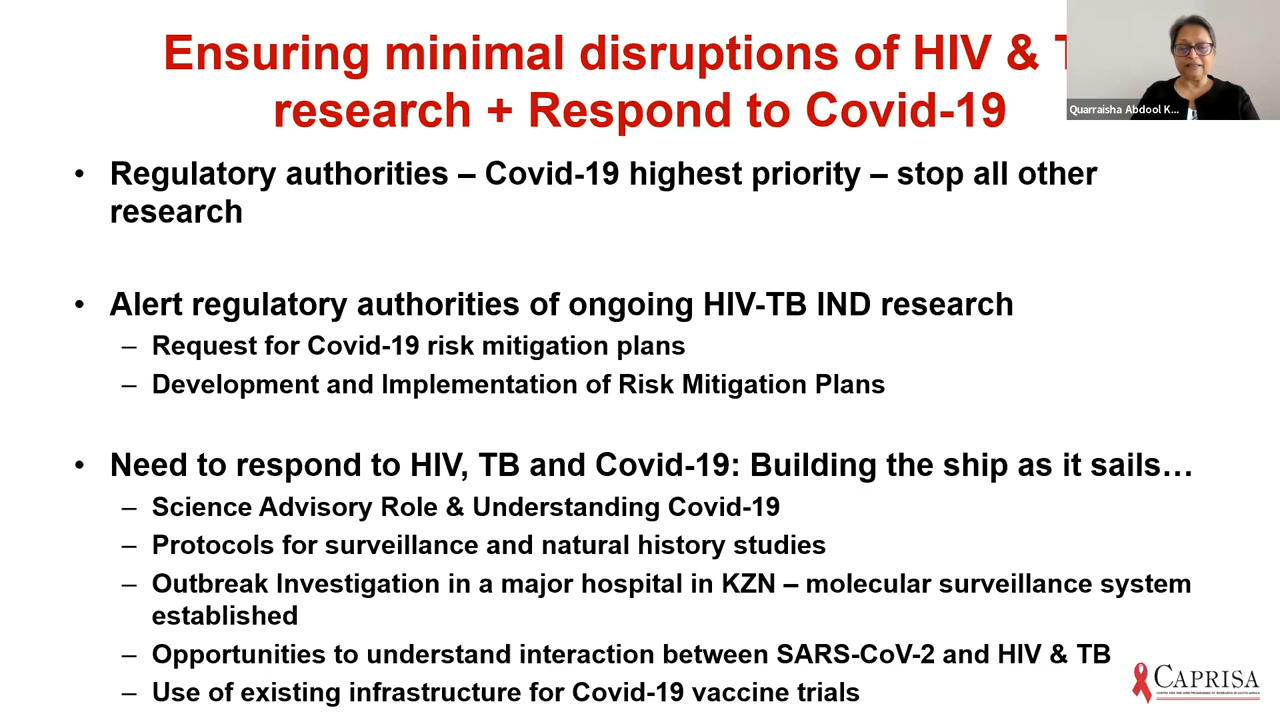 Ensuring minimal disruptions of HIV & T
research + Respond to Covid-19
Quarraisha Abdool K...
• Regulatory authorities – Covid-19 highest priority – stop all other
research
• Alert regulatory authorities of ongoing HIV-TB IND research
– Request for Covid-19 risk mitigation plans
– Development and Implementation of Risk Mitigation Plans
• Need to respond to HIV, TB and Covid-19: Building the ship as it sails…
– Science Advisory Role & Understanding Covid-19
– Protocols for surveillance and natural history studies
– Outbreak Investigation in a major hospital in KZN – molecular surveillance system
established
– Opportunities to understand interaction between SARS-CoV-2 and HIV & TB
– Use of existing infrastructure for Covid-19 vaccine trials
CAPRISA